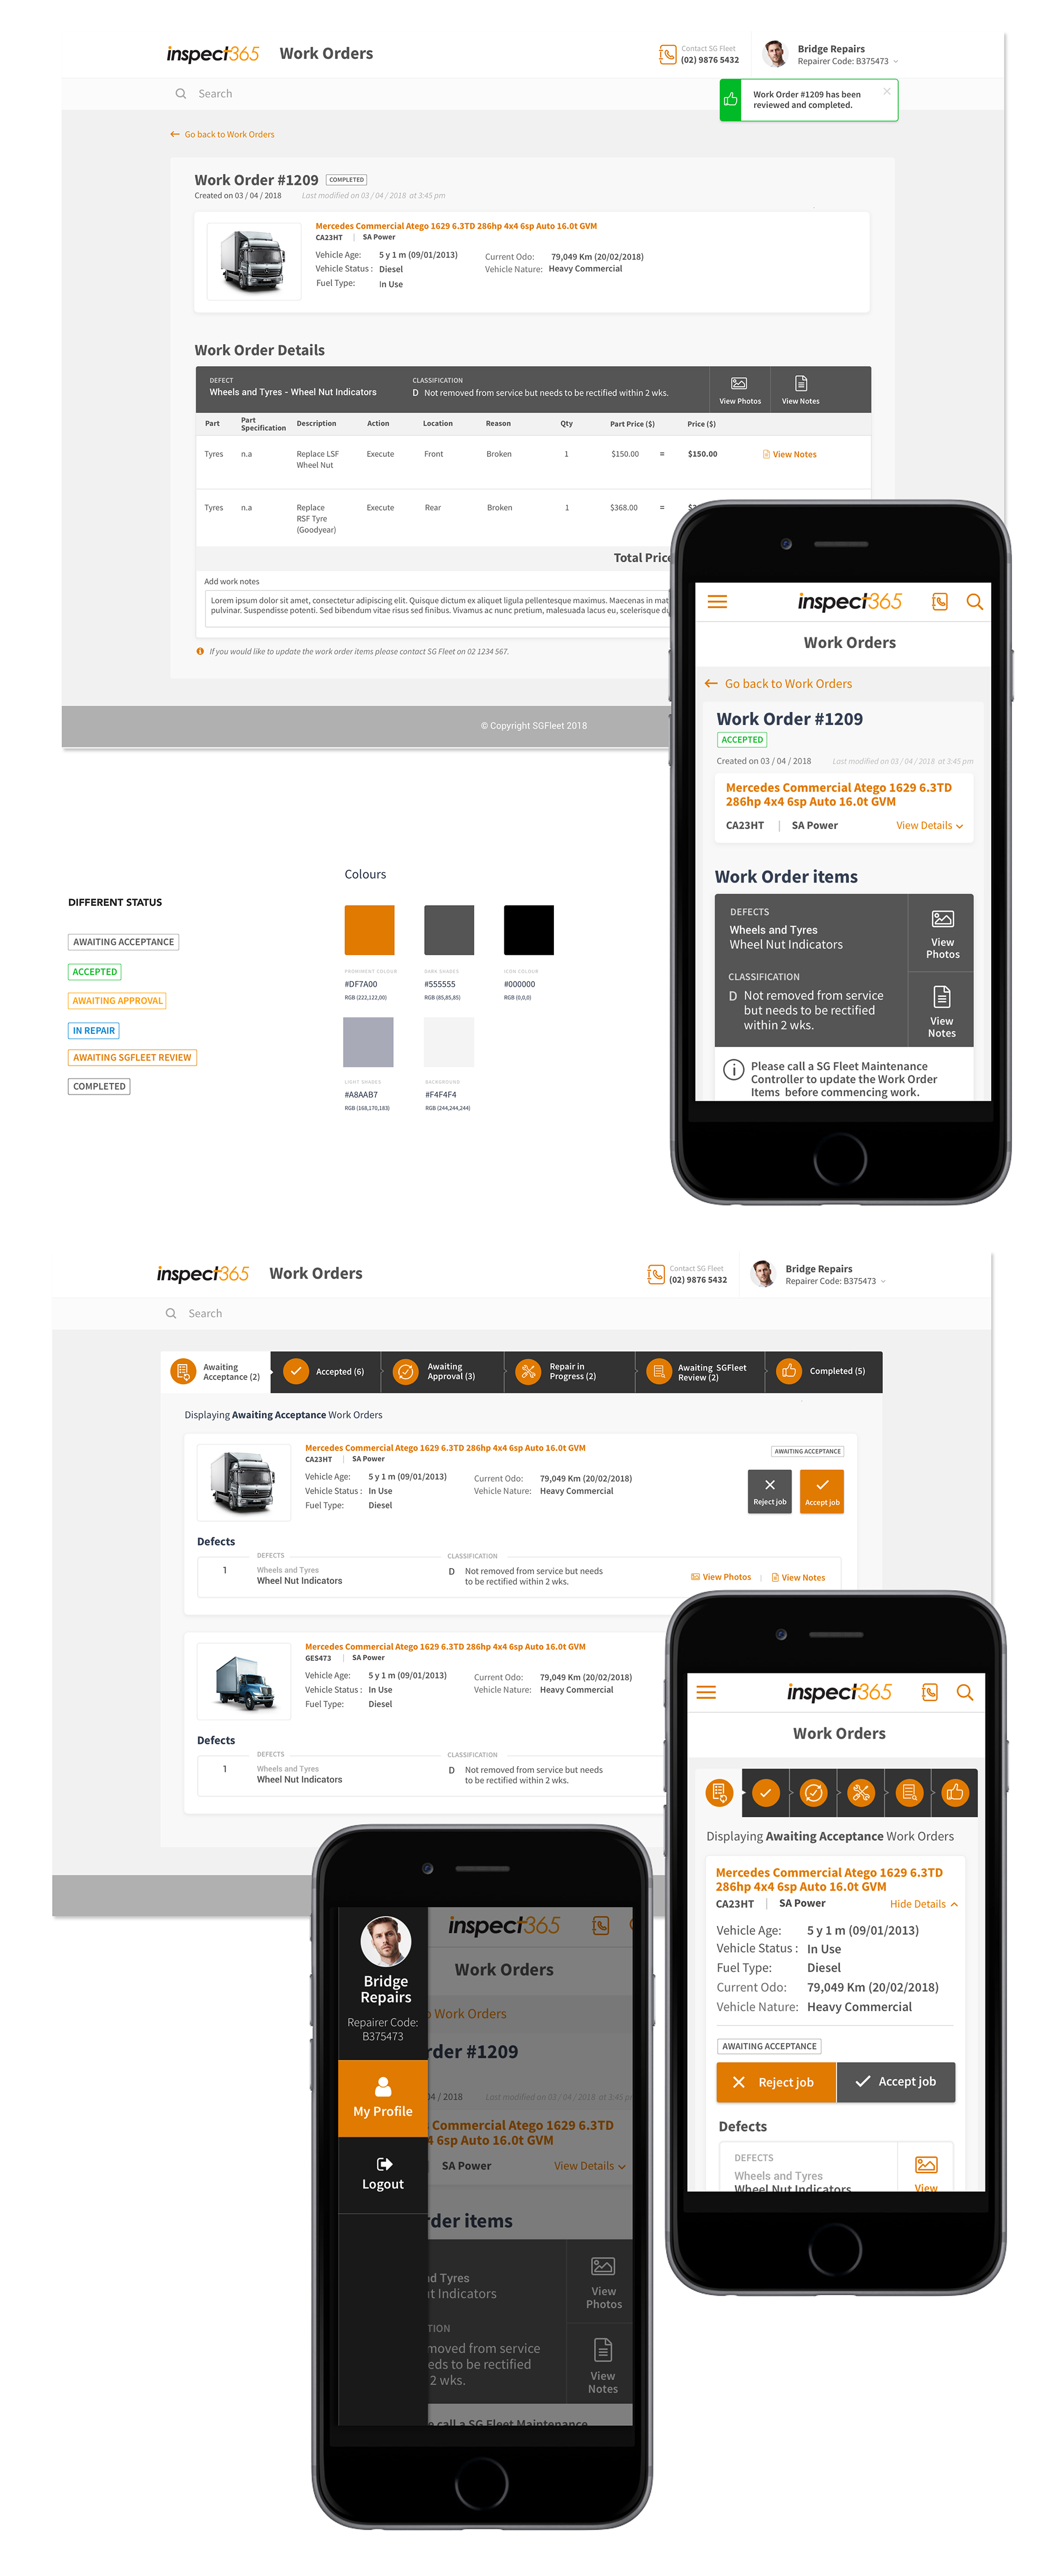 inspect365
Work Orders
Contact SG Fleet
(02) 9876 5432
Bridge Repairs
Repairer Code: B375473
Search
Work Order #1209 has been
reviewed and completed.
Go back to Work Orders
Work Order #1209
COMPLETED
Created on 03 / 04 / 2018
Last modified on 03 / 04 / 2018 at 3:45 pm
Mercedes Commercial Atego 1629 6.3TD 286hp 4x4 6sp Auto 16.0t GVM
CA23HT | SA Power
Vehicle Age: 5 y 1 m (09/01/2013) Current Odo: 79,049 Km (20/02/2018)
Vehicle Status : Diesel Vehicle Nature: Heavy Commercial
Fuel Type: In Use
Work Order Details
DEFECT CLASSIFICATION
Wheels and Tyres - Wheel Nut Indicators D Not removed from service but needs to be rectified within 2 wks.
View Photos View Notes
Part Part Specification Description Action Location Reason Qty Part Price ($) Price ($)
Tyres n.a Replace LSF Execute Front Broken 1 $150.00 = $150.00 View Notes
Wheel Nut
Tyres n.a Replace Execute Rear Broken 1 $368.00 =
RSF Tyre
(Goodyear)
Total Price
Add work notes
Lorem ipsum dolor sit amet, consectetur adipiscing elit. Quisque dictum ex aliquet ligula pellentesque maximus. Maecenas in mat
pulvinar. Suspendisse potenti. Sed bibendum vitae risus sed finibus. Vivamus ac nunc pretium, malesuada lacus eu, scelerisque du
If you would like to update the work order items please contact SG Fleet on 02 1234 567.
© Copyright SGFleet 2018
inspect365
Work Orders
Go back to Work Orders
Work Order #1209
ACCEPTED
Created on 03 / 04 / 2018
Last modified on 03 / 04 / 2018 at 3:45 pm
Mercedes Commercial Atego 1629 6.3TD
286hp 4x4 6sp Auto 16.0t GVM
CA23HT | SA Power View Details
Work Order items
DEFECTS
Wheels and Tyres
Wheel Nut Indicators
View
Photos
CLASSIFICATION
D Not removed from service
but needs to be rectified
within 2 wks.
View
Notes
Please call a SG Fleet Maintenance
Controller to update the Work Order
Items before commencing work.
DIFFERENT STATUS
AWAITING ACCEPTANCE
ACCEPTED
AWAITING APPROVAL
IN REPAIR
AWAITING SGFLEET REVIEW
COMPLETED
Colours
PROMINENT COLOUR DARK SHADES ICON COLOUR
#DF7A00 #555555 #000000
RGB (222,122,00) RGB (85,85,85) RGB (0,0,0)
LIGHT SHADES BACKGROUND
#A8AAB7 #F4F4F4
RGB (168,170,183) RGB (244,244,244)
inspect365
Work Orders
Contact SG Fleet
(02) 9876 5432
Bridge Repairs
Repairer Code: B375473
Search
Awaiting
Acceptance (2)
Accepted (6)
Awaiting
Approval (3)
Repair in
Progress (2)
Awaiting SGFleet
Review (2)
Completed (5)
Displaying Awaiting Acceptance Work Orders
Mercedes Commercial Atego 1629 6.3TD 286hp 4x4 6sp Auto 16.0t GVM
CA23HT | SA Power
AWAITING ACCEPTANCE
Vehicle Age: 5 y 1 m (09/01/2013) Current Odo: 79,049 Km (20/02/2018)
Vehicle Status : In Use Vehicle Nature: Heavy Commercial
Fuel Type: Diesel
Reject job Accept job
Defects
DEFECTS CLASSIFICATION
1 Wheels and Tyres D Not removed from service but needs
Wheel Nut Indicators to be rectified within 2 wks.
View Photos | View Notes
Mercedes Commercial Atego 1629 6.3TD 286hp 4x4 6sp Auto 16.0t GVM
GES473 | SA Power
Vehicle Age: 5 y 1 m (09/01/2013) Current Odo: 79,049 Km (20/02/2018)
Vehicle Status : In Use Vehicle Nature: Heavy Commercial
Fuel Type: Diesel
Defects
DEFECTS CLASSIFICATION
1 Wheels and Tyres D Not removed from service but needs
Wheel Nut Indicators to be rectified within 2 wks.
inspect365
Work Orders
Displaying Awaiting Acceptance Work Orders
Mercedes Commercial Atego 1629 6.3TD
286hp 4x4 6sp Auto 16.0t GVM
CA23HT | SA Power Hide Details
Vehicle Age: 5 y 1 m (09/01/2013)
Vehicle Status : In Use
Fuel Type: Diesel
Current Odo: 79,049 Km (20/02/2018)
Vehicle Nature: Heavy Commercial
AWAITING ACCEPTANCE
Reject job Accept job
Defects
DEFECTS
Wheels and Tyres
Wheel Nut Indicators
View
Bridge
Repairs
Repairer Code:
B375473
My Profile
Logout
inspect365
Work Orders
o Work Orders
rder #1209
04 / 2018 Last modified on 03 / 04 / 2018 at 3:45 pm
Commercial Atego 1629 6.3TD
4 6sp Auto 16.0t GVM
SA Power View Details
rder items
nd Tyres
t Indicators
View
Photos
TION
moved from service
eds to be rectified
2 wks.
View
Notes
call a SG Fleet Maintenance